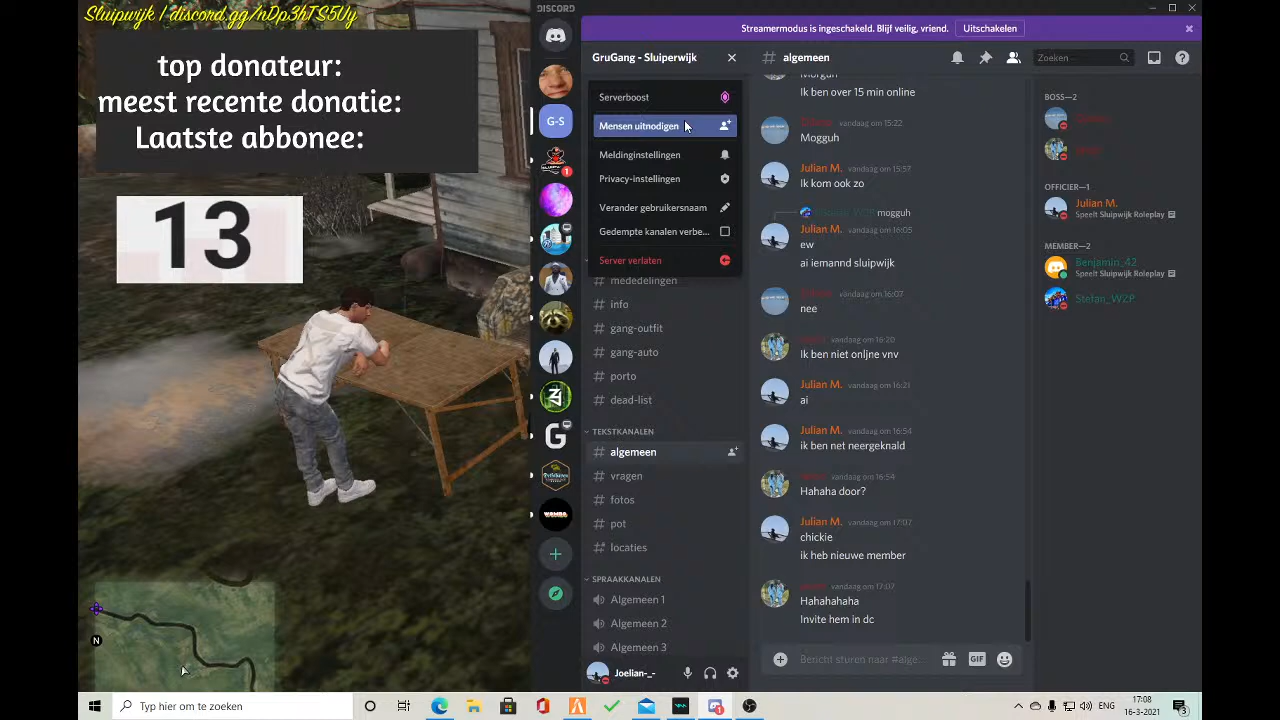 Sluipwijk / discord.gg/nDp3hTS5Uy
top donateur:
meest recente donatie:
Laatste abbonee:
13
N
DISCORD
Streamermodus is ingeschakeld. Blijf veilig, vriend.
Uitschakelen
GruGang - Sluiperwijk
# algemeen
Zoeken
G-S
1
Serverboost
Mensen uitnodigen
Meldinginstellingen
Privacy-instellingen
Verander gebruikersnaam
Gedempte kanalen verbe...
Server verlaten
# mededelingen
# info
# gang-outfit
# gang-auto
# porto
# dead-list
TEKSTKANALEN
# algemeen
# vragen
# fotos
# pot
# locaties
SPRAAKKANALEN
Algemeen 1
Algemeen 2
Algemeen 3
Joelian-_-
Ik ben over 15 min online
vandaag om 15:22
Mogguh
Julian M. vandaag om 15:57
Ik kom ook zo
mogguh
Julian M. vandaag om 16:05
ew
ai iemannd sluipwijk
vandaag om 16:07
nee
vandaag om 16:20
Ik ben niet onljne vnv
Julian M. vandaag om 16:21
ai
Julian M. vandaag om 16:54
ik ben net neergeknald
vandaag om 16:54
Hahaha door?
Julian M. vandaag om 17:07
chickie
ik heb nieuwe member
vandaag om 17:07
Hahahahaha
Invite hem in dc
Bericht sturen naar #alge...
GIF
BOSS—2
OFFICIER—1
Julian M.
Speelt Sluipwijk Roleplay
MEMBER—2
Benjamin_42
Speelt Sluipwijk Roleplay
Stefan_WZP
Typ hier om te zoeken
ENG
17:08
16-3-2021
3